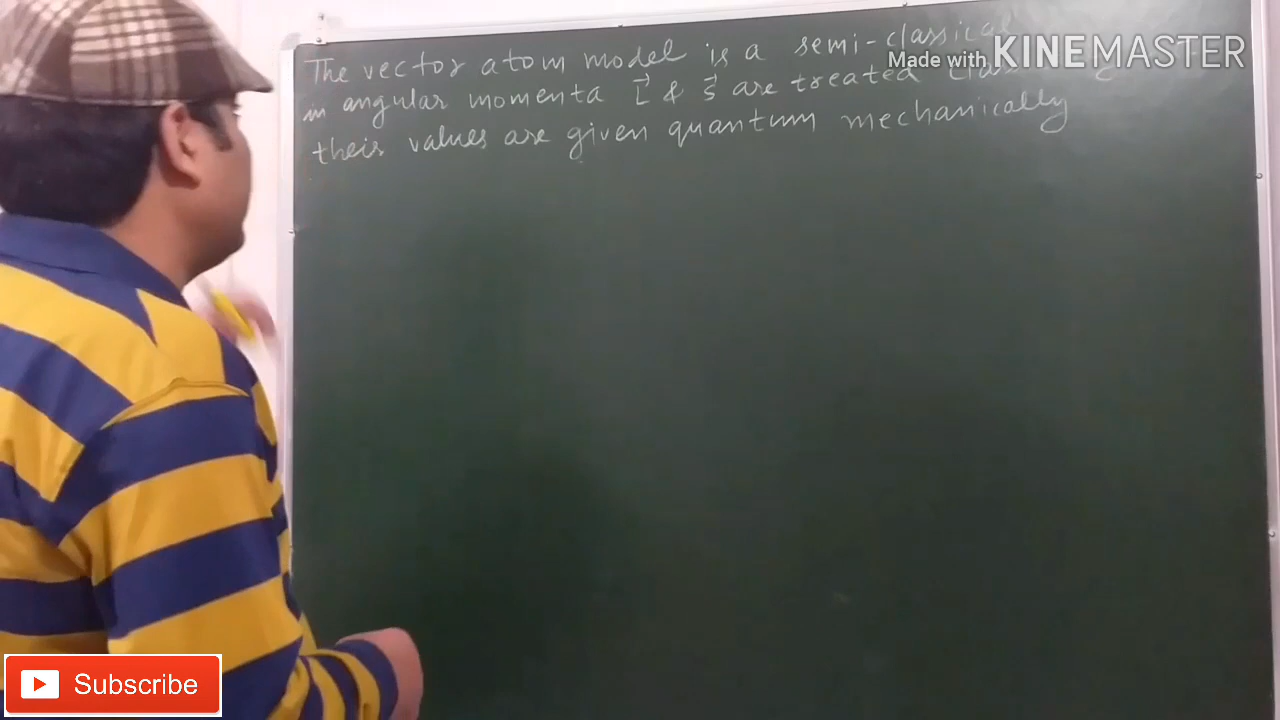 The vector atom model is a semi-classical
in angular momenta L⃗ & S⃗ are treated
their values are given quantum mechanically
Made with KINEMASTER
Subscribe